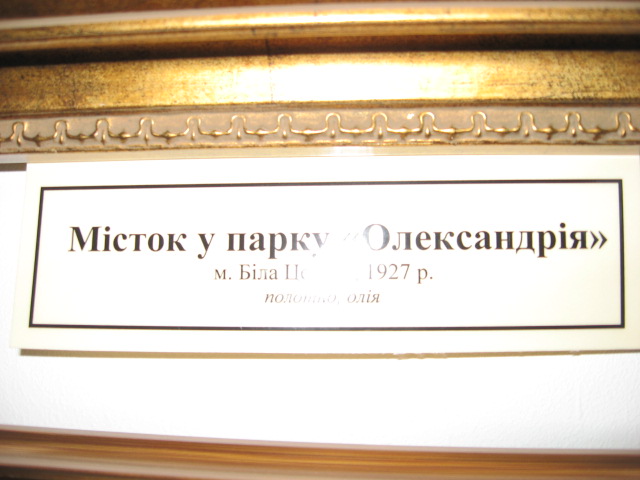 Місток у парку «Олександрія»
м. Біла 1927 р.
олія